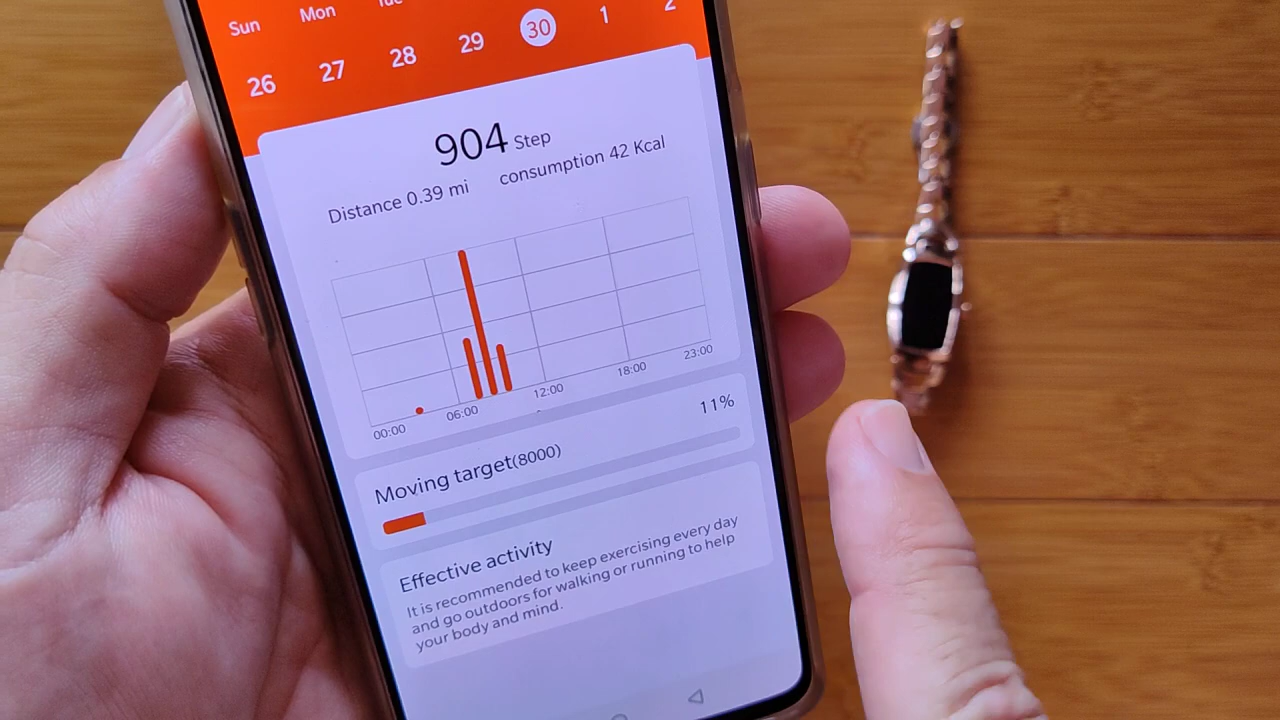 Sun Mon Tue
26 27 28 29 30 1 2
904 Step
Distance 0.39 mi consumption 42 Kcal
00:00 06:00 12:00 18:00 23:00
Moving target(8000) 11%
Effective activity
It is recommended to keep exercising every day
and go outdoors for walking or running to help
your body and mind.